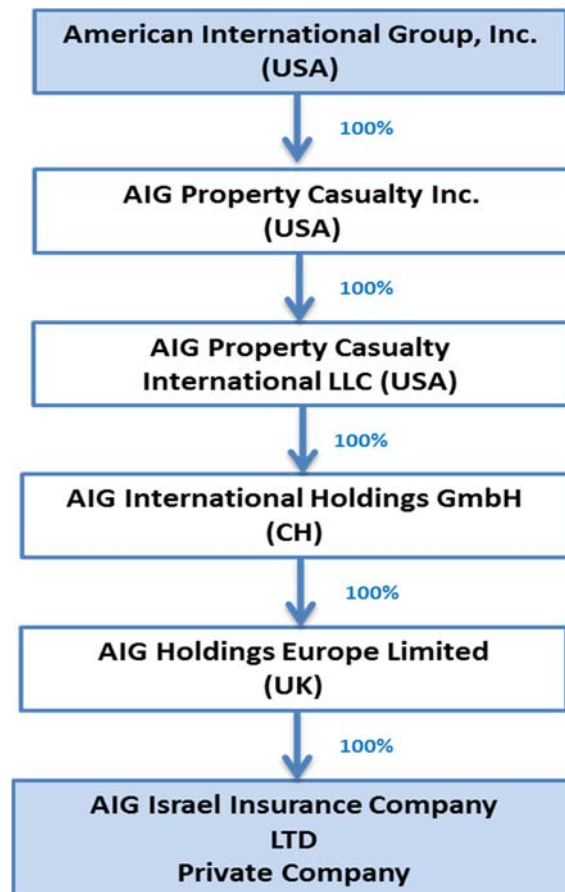 American International Group, Inc.
(USA)
100%
AIG Property Casualty Inc.
(USA)
100%
AIG Property Casualty
International LLC (USA)
100%
AIG International Holdings GmbH
(CH)
100%
AIG Holdings Europe Limited
(UK)
100%
AIG Israel Insurance Company
LTD
Private Company